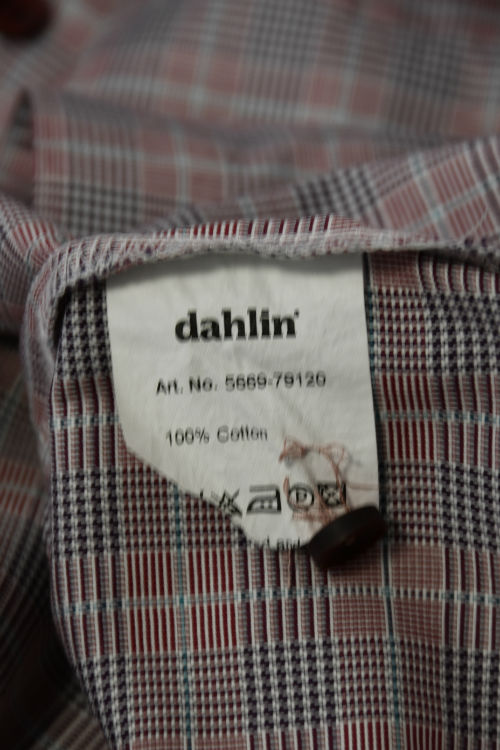 dahlin
Art. No. 5669-79120
100% Cotton